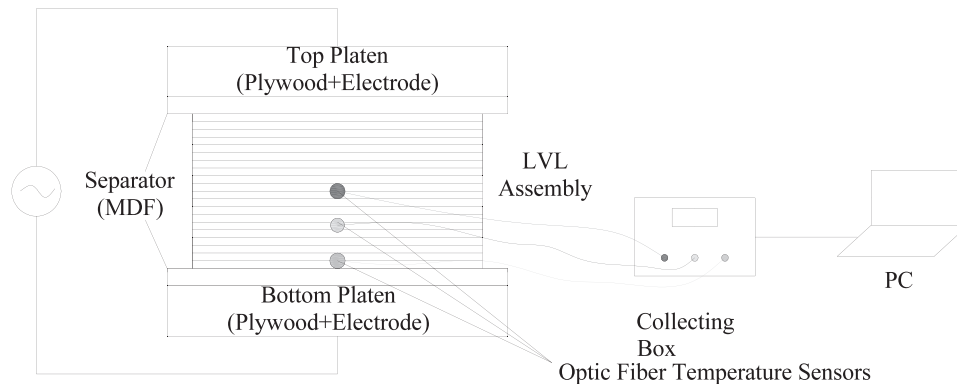 Top Platen
(Plywood+Electrode)
Separator
(MDF)
LVL
Assembly
PC
Bottom Platen
(Plywood+Electrode)
Collecting
Box
Optic Fiber Temperature Sensors